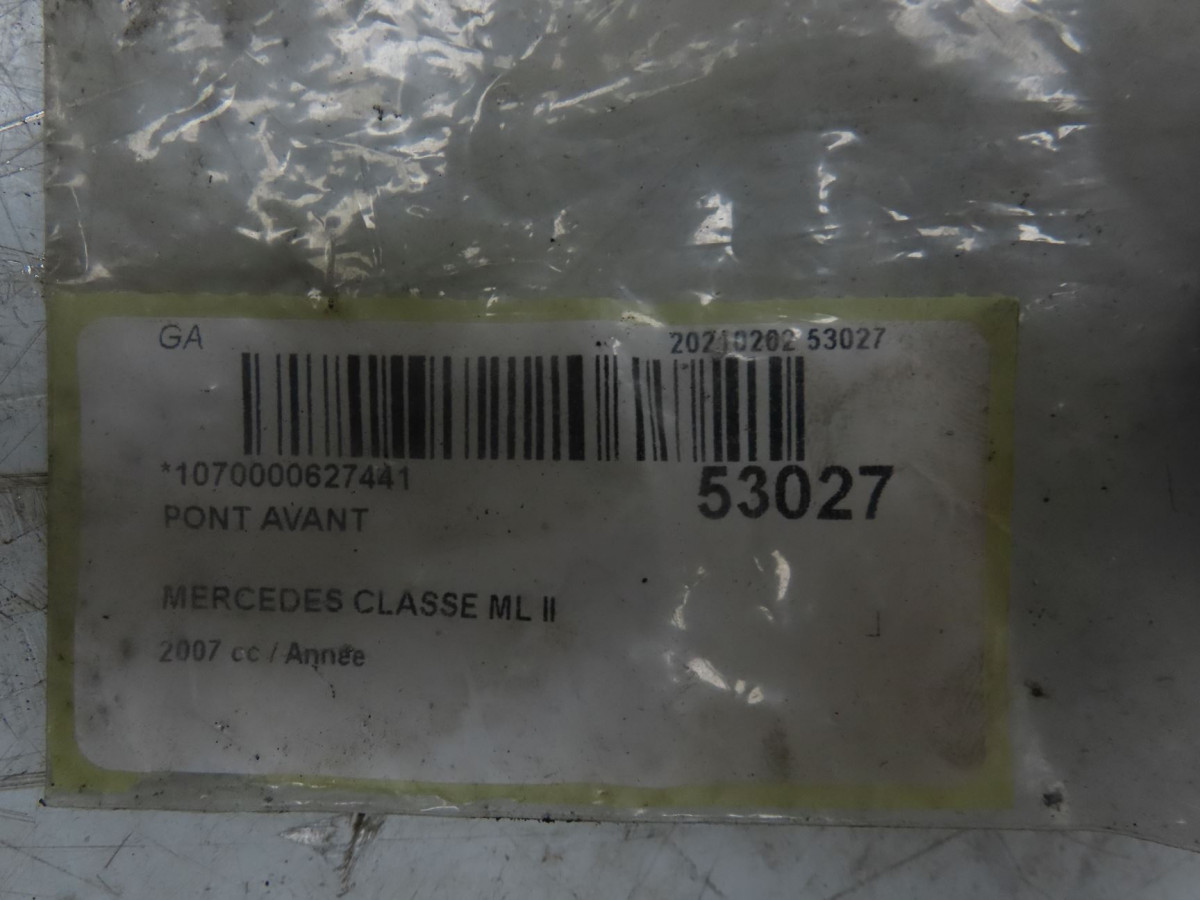 GA 20210202 53027
*1070000627441
53027
PONT AVANT
MERCEDES CLASSE ML II
2007 cc / Année